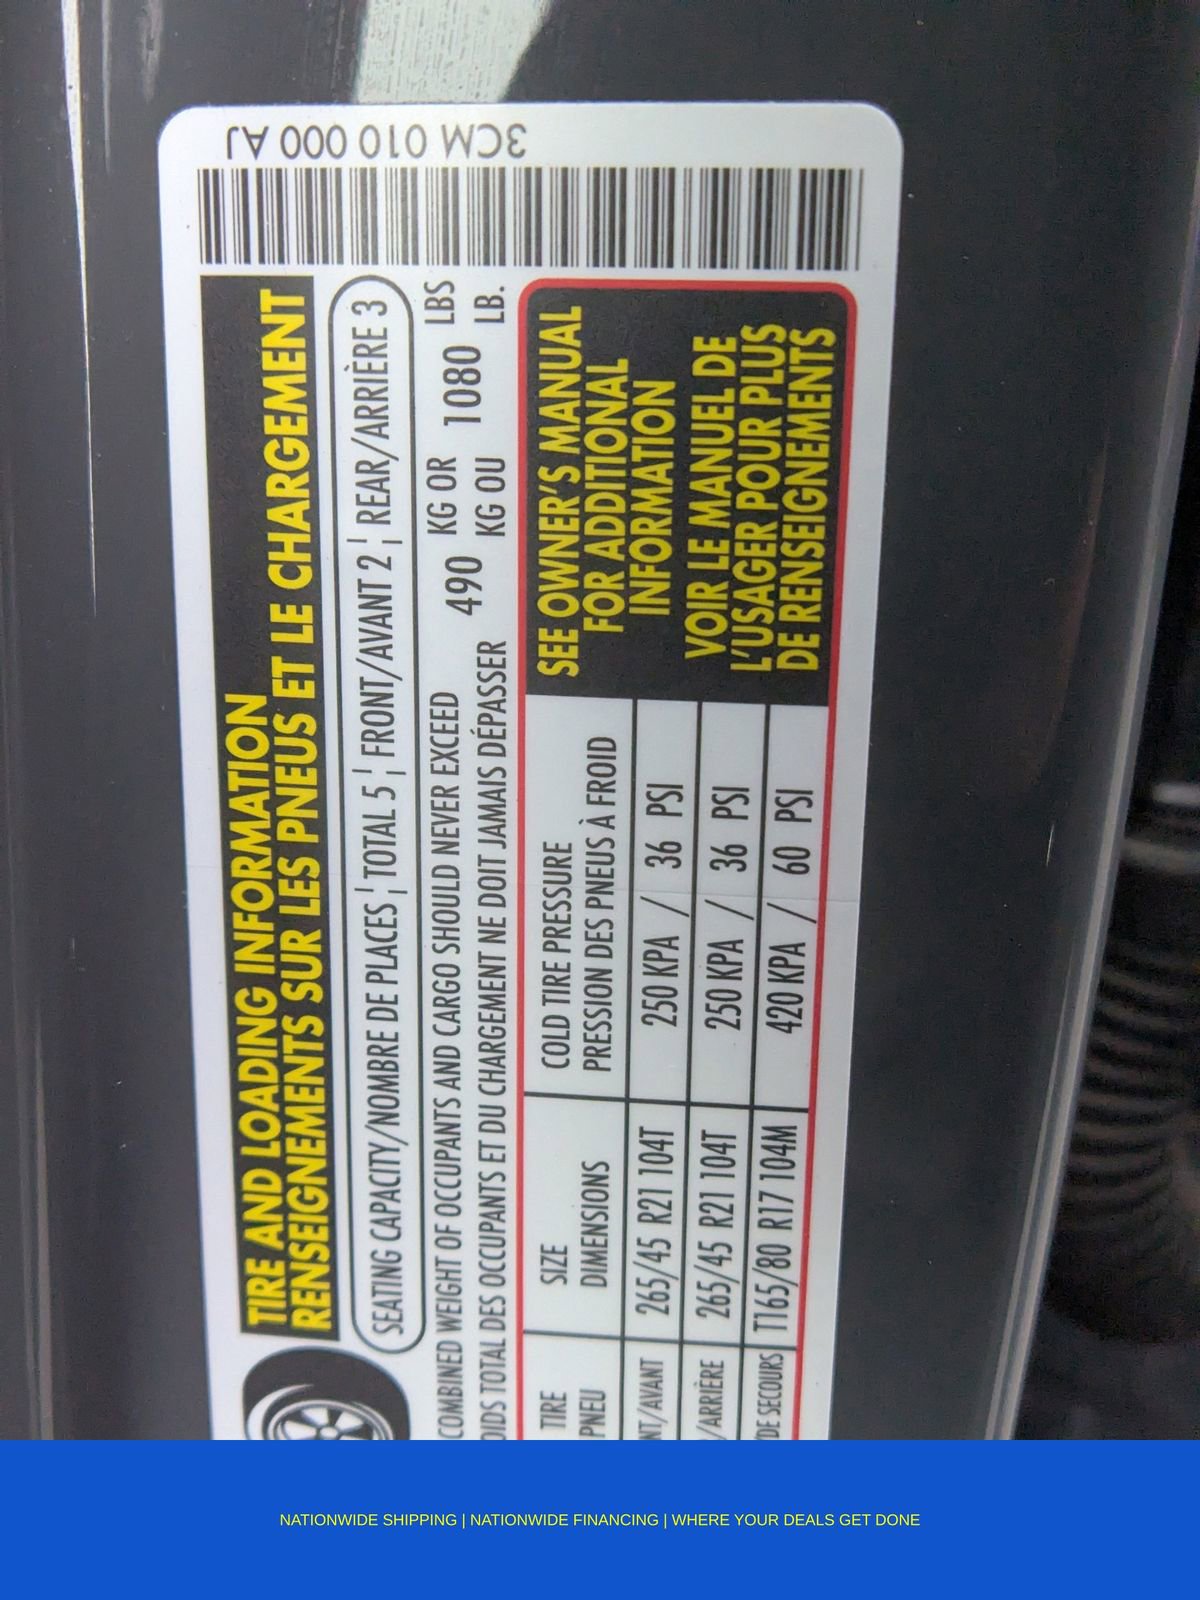 3CM 010 000 AJ
TIRE AND LOADING INFORMATION
RENSEIGNEMENTS SUR LES PNEUS ET LE CHARGEMENT
SEATING CAPACITY/NOMBRE DE PLACES ¦ TOTAL 5 ¦ FRONT/AVANT 2 ¦ REAR/ARRIÈRE 3
COMBINED WEIGHT OF OCCUPANTS AND CARGO SHOULD NEVER EXCEED 490 KG OR 1080 LBS
OIDS TOTAL DES OCCUPANTS ET DU CHARGEMENT NE DOIT JAMAIS DÉPASSER KG OU LB.
TIRE SIZE COLD TIRE PRESSURE
PNEU DIMENSIONS PRESSION DES PNEUS À FROID
NT/AVANT 265/45 R21 104T 250 KPA / 36 PSI
/ARRIÈRE 265/45 R21 104T 250 KPA / 36 PSI
DE SECOURS T165/80 R17 104M 420 KPA / 60 PSI
SEE OWNER'S MANUAL
FOR ADDITIONAL
INFORMATION
VOIR LE MANUEL DE
L'USAGER POUR PLUS
DE RENSEIGNEMENTS
NATIONWIDE SHIPPING | NATIONWIDE FINANCING | WHERE YOUR DEALS GET DONE